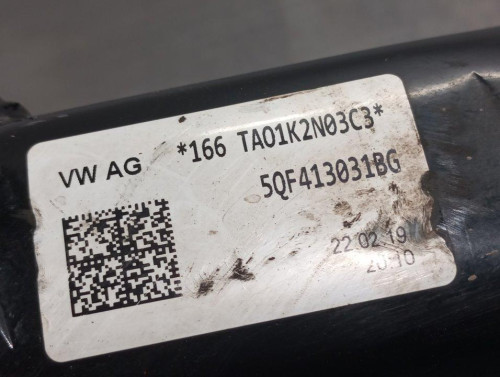 *166 TA01K2N03C3*
VW AG
5QF413031BG
22 02 19
20:10